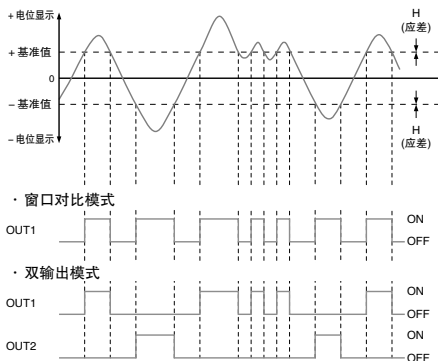 +电位显示
H
(应差)
+基准值
0
-基准值
H
(应差)
-电位显示
· 窗口对比模式
OUT1
ON
OFF
· 双输出模式
OUT1
ON
OFF
OUT2
ON
OFF